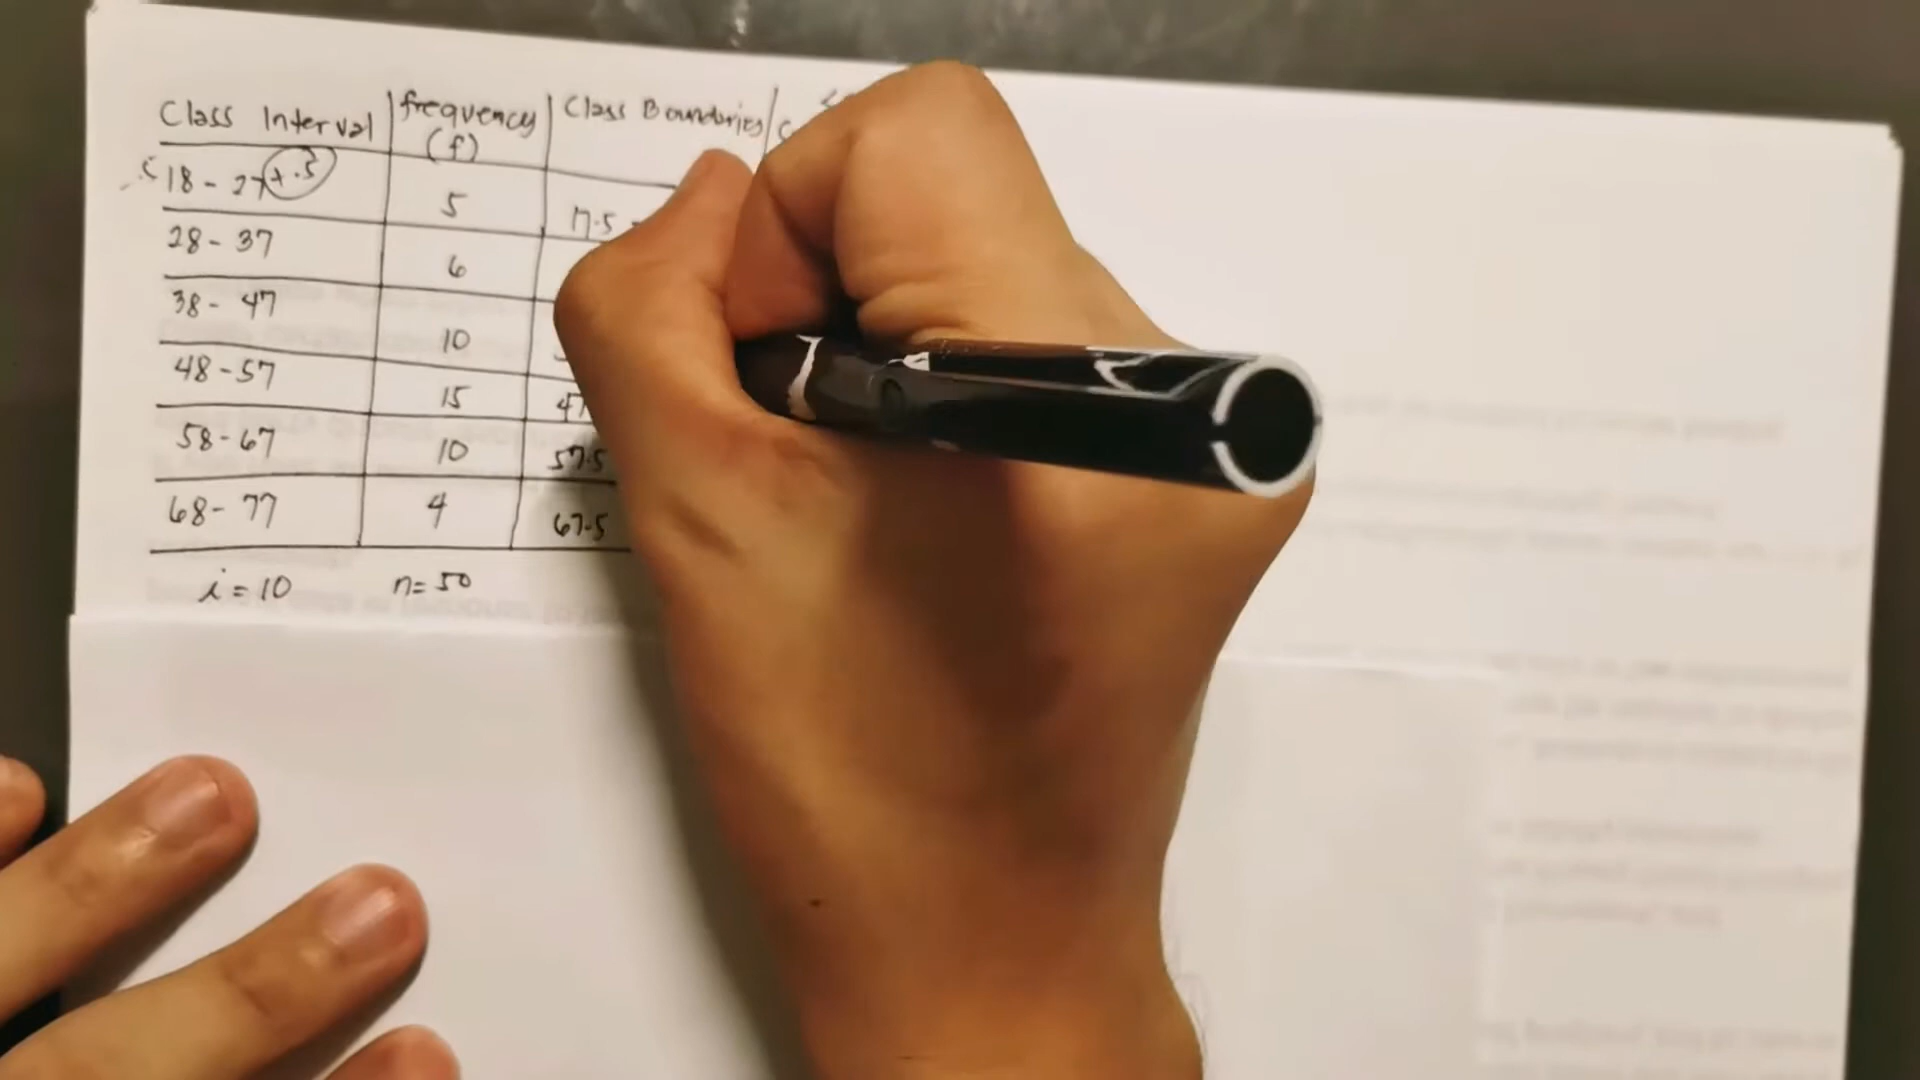 Class Interval frequency (f) Class Boundaries
18 - 27 +.5 5 17.5 -
28 - 37 6
38 - 47 10
48 - 57 15 47
58 - 67 10 57.5
68 - 77 4 67.5
i = 10 n = 50